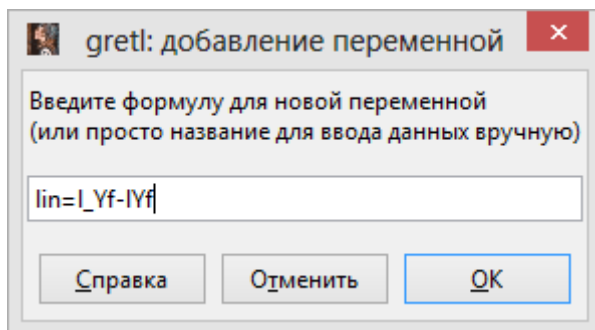 gretl: добавление переменной
Введите формулу для новой переменной
(или просто название для ввода данных вручную)
lin=l_Yf-lYf
Справка
Отменить
OK